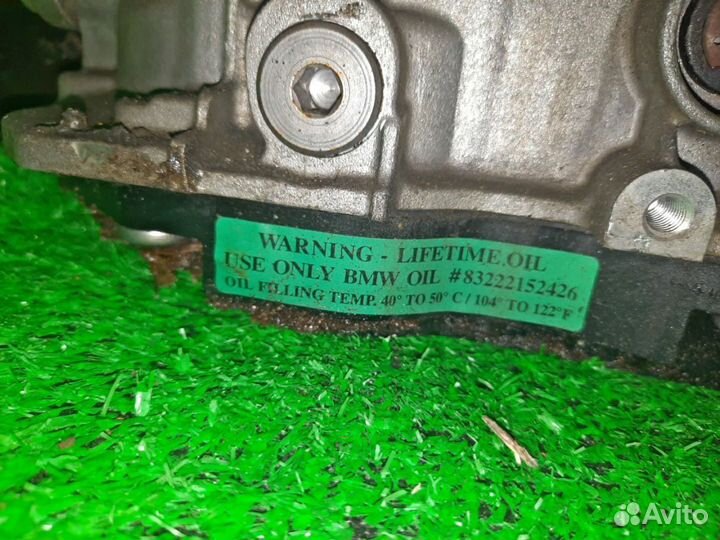 WARNING - LIFETIME.OIL
USE ONLY BMW OIL #83222152426
OIL FILLING TEMP. 40° TO 50° C / 104° TO 122°F
Avito